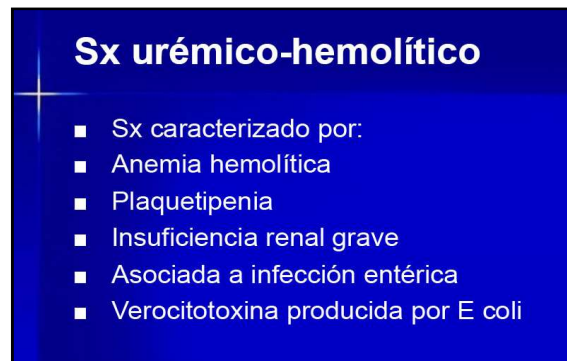 Sx urémico-hemolítico
■ Sx caracterizado por:
■ Anemia hemolítica
■ Plaquetipenia
■ Insuficiencia renal grave
■ Asociada a infección entérica
■ Verocitotoxina producida por E coli